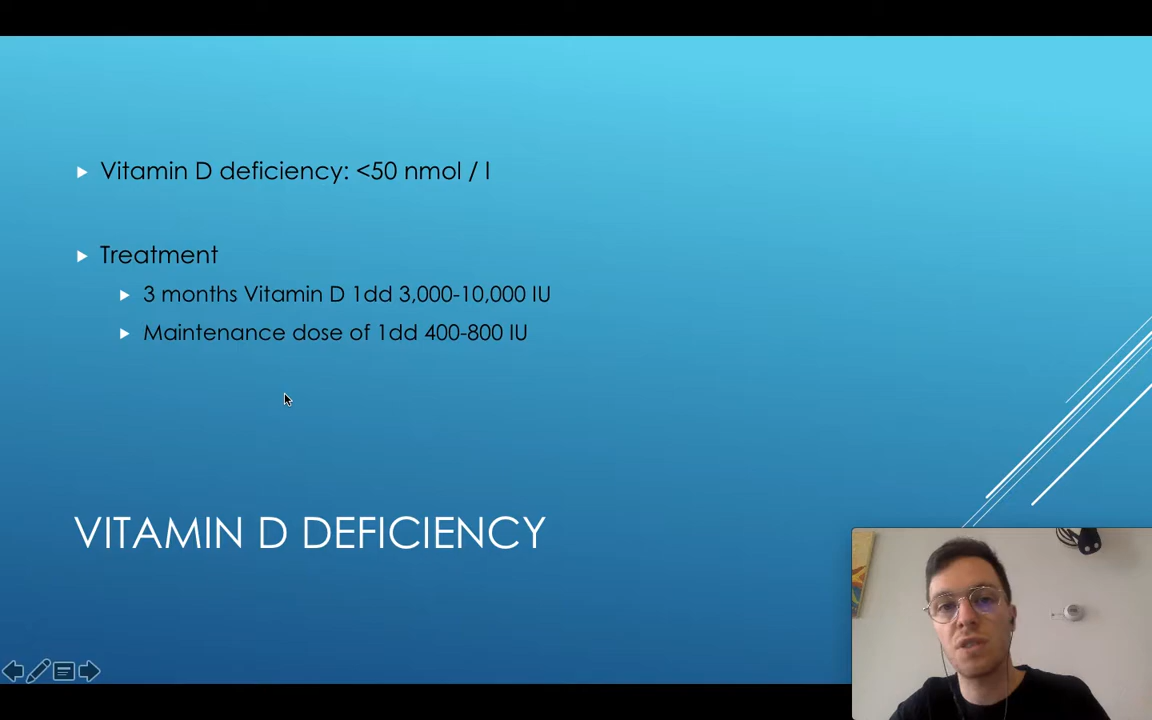 Vitamin D deficiency: <50 nmol / l
Treatment
3 months Vitamin D 1dd 3,000-10,000 IU
Maintenance dose of 1dd 400-800 IU
VITAMIN D DEFICIENCY